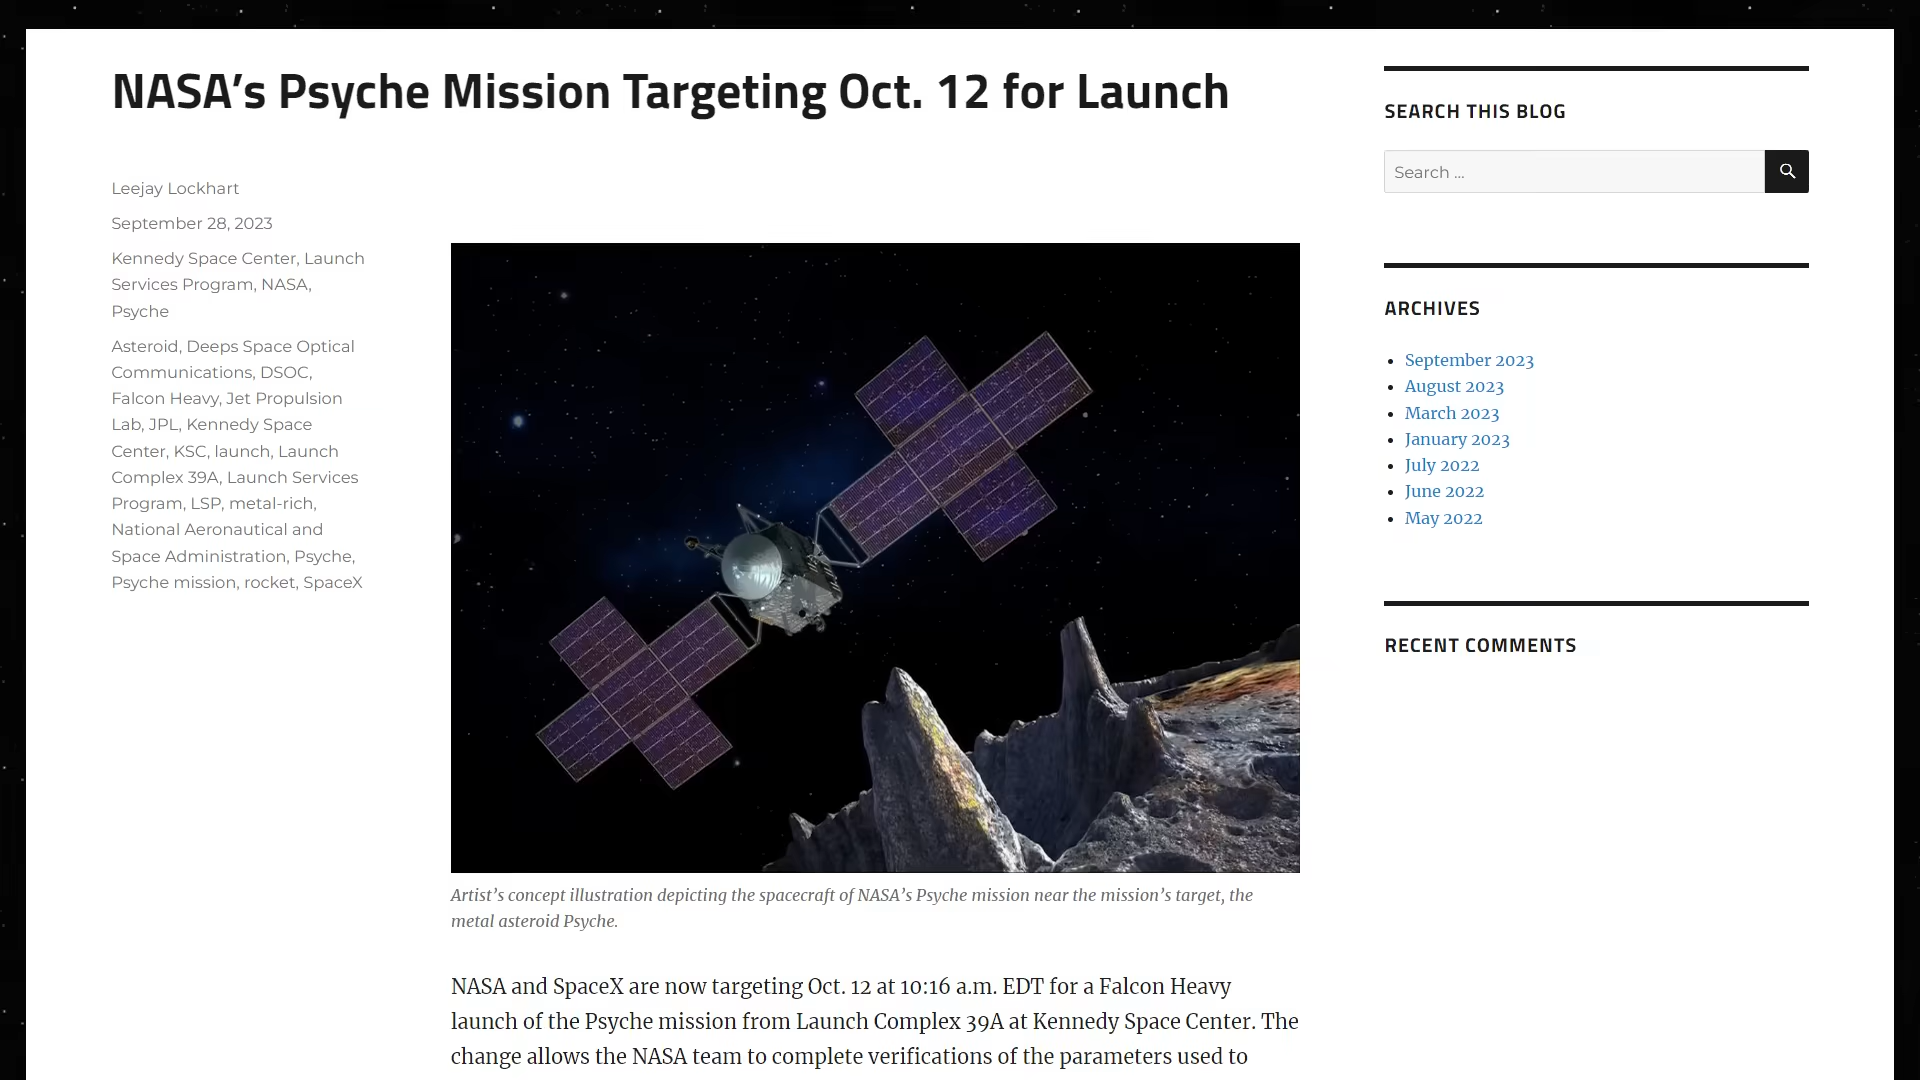 NASA’s Psyche Mission Targeting Oct. 12 for Launch
Leejay Lockhart
September 28, 2023
Kennedy Space Center, Launch
Services Program, NASA,
Psyche
Asteroid, Deeps Space Optical
Communications, DSOC,
Falcon Heavy, Jet Propulsion
Lab, JPL, Kennedy Space
Center, KSC, launch, Launch
Complex 39A, Launch Services
Program, LSP, metal-rich,
National Aeronautical and
Space Administration, Psyche,
Psyche mission, rocket, SpaceX
Artist’s concept illustration depicting the spacecraft of NASA’s Psyche mission near the mission’s target, the
metal asteroid Psyche.
NASA and SpaceX are now targeting Oct. 12 at 10:16 a.m. EDT for a Falcon Heavy
launch of the Psyche mission from Launch Complex 39A at Kennedy Space Center. The
change allows the NASA team to complete verifications of the parameters used to
SEARCH THIS BLOG
Search …
ARCHIVES
• September 2023
• August 2023
• March 2023
• January 2023
• July 2022
• June 2022
• May 2022
RECENT COMMENTS